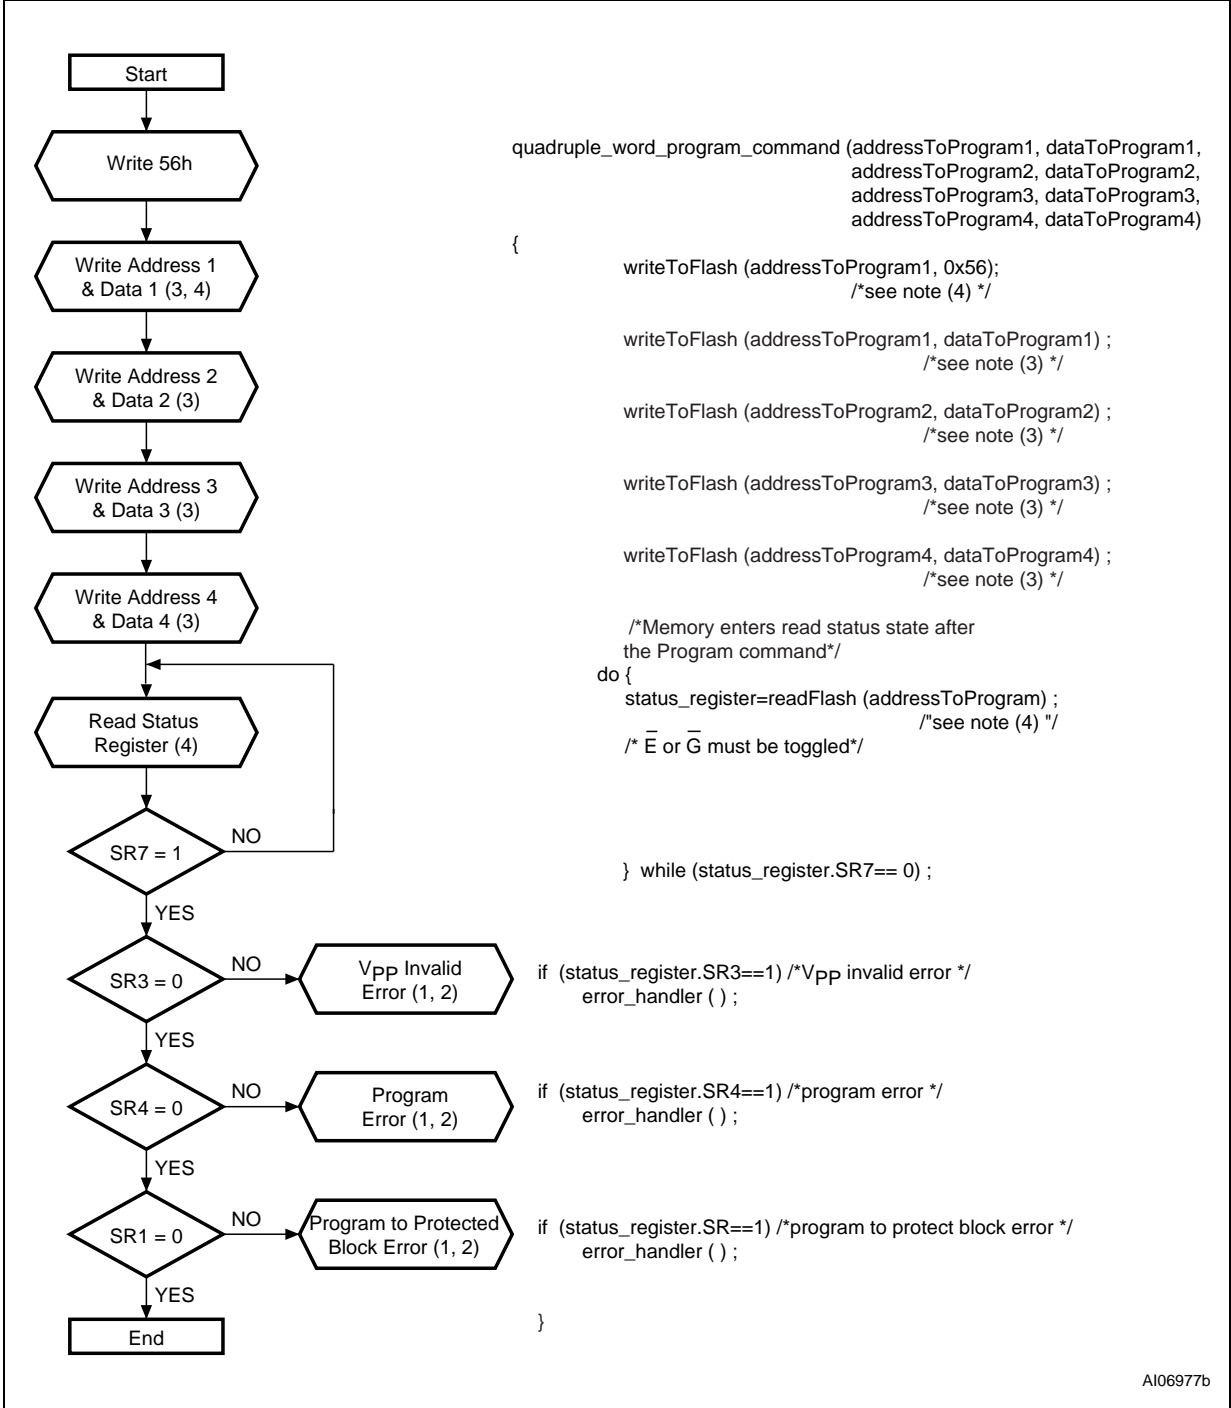 Start
Write 56h
Write Address 1
& Data 1 (3, 4)
Write Address 2
& Data 2 (3)
Write Address 3
& Data 3 (3)
Write Address 4
& Data 4 (3)
Read Status
Register (4)
SR7 = 1
NO
YES
SR3 = 0
NO
VPP Invalid
Error (1, 2)
YES
SR4 = 0
NO
Program
Error (1, 2)
YES
SR1 = 0
NO
Program to Protected
Block Error (1, 2)
YES
End
quadruple_word_program_command (addressToProgram1, dataToProgram1,
addressToProgram2, dataToProgram2,
addressToProgram3, dataToProgram3,
addressToProgram4, dataToProgram4)
{
writeToFlash (addressToProgram1, 0x56);
/*see note (4) */
writeToFlash (addressToProgram1, dataToProgram1) ;
/*see note (3) */
writeToFlash (addressToProgram2, dataToProgram2) ;
/*see note (3) */
writeToFlash (addressToProgram3, dataToProgram3) ;
/*see note (3) */
writeToFlash (addressToProgram4, dataToProgram4) ;
/*see note (3) */
/*Memory enters read status state after
the Program command*/
do {
status_register=readFlash (addressToProgram) ;
/"see note (4) "/
/* E̅ or G̅ must be toggled*/
} while (status_register.SR7== 0) ;
if (status_register.SR3==1) /*VPP invalid error */
error_handler ( ) ;
if (status_register.SR4==1) /*program error */
error_handler ( ) ;
if (status_register.SR==1) /*program to protect block error */
error_handler ( ) ;
}
AI06977b